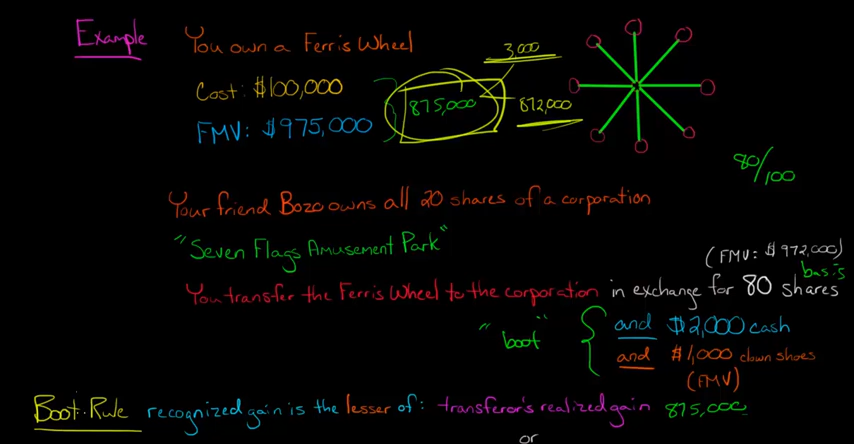 Example
You own a Ferris Wheel
3,000
Cost: $100,000
875,000
872,000
FMV: $975,000
80/100
Your friend Bozo owns all 20 shares of a corporation
"Seven Flags Amusement Park"
(FMV: $972,000)
basis
You transfer the Ferris Wheel to the corporation in exchange for 80 shares
"boot"
and $2,000 cash
and $1,000 clown shoes
(FMV)
Boot Rule recognized gain is the lesser of: transferor's realized gain 875,000
or